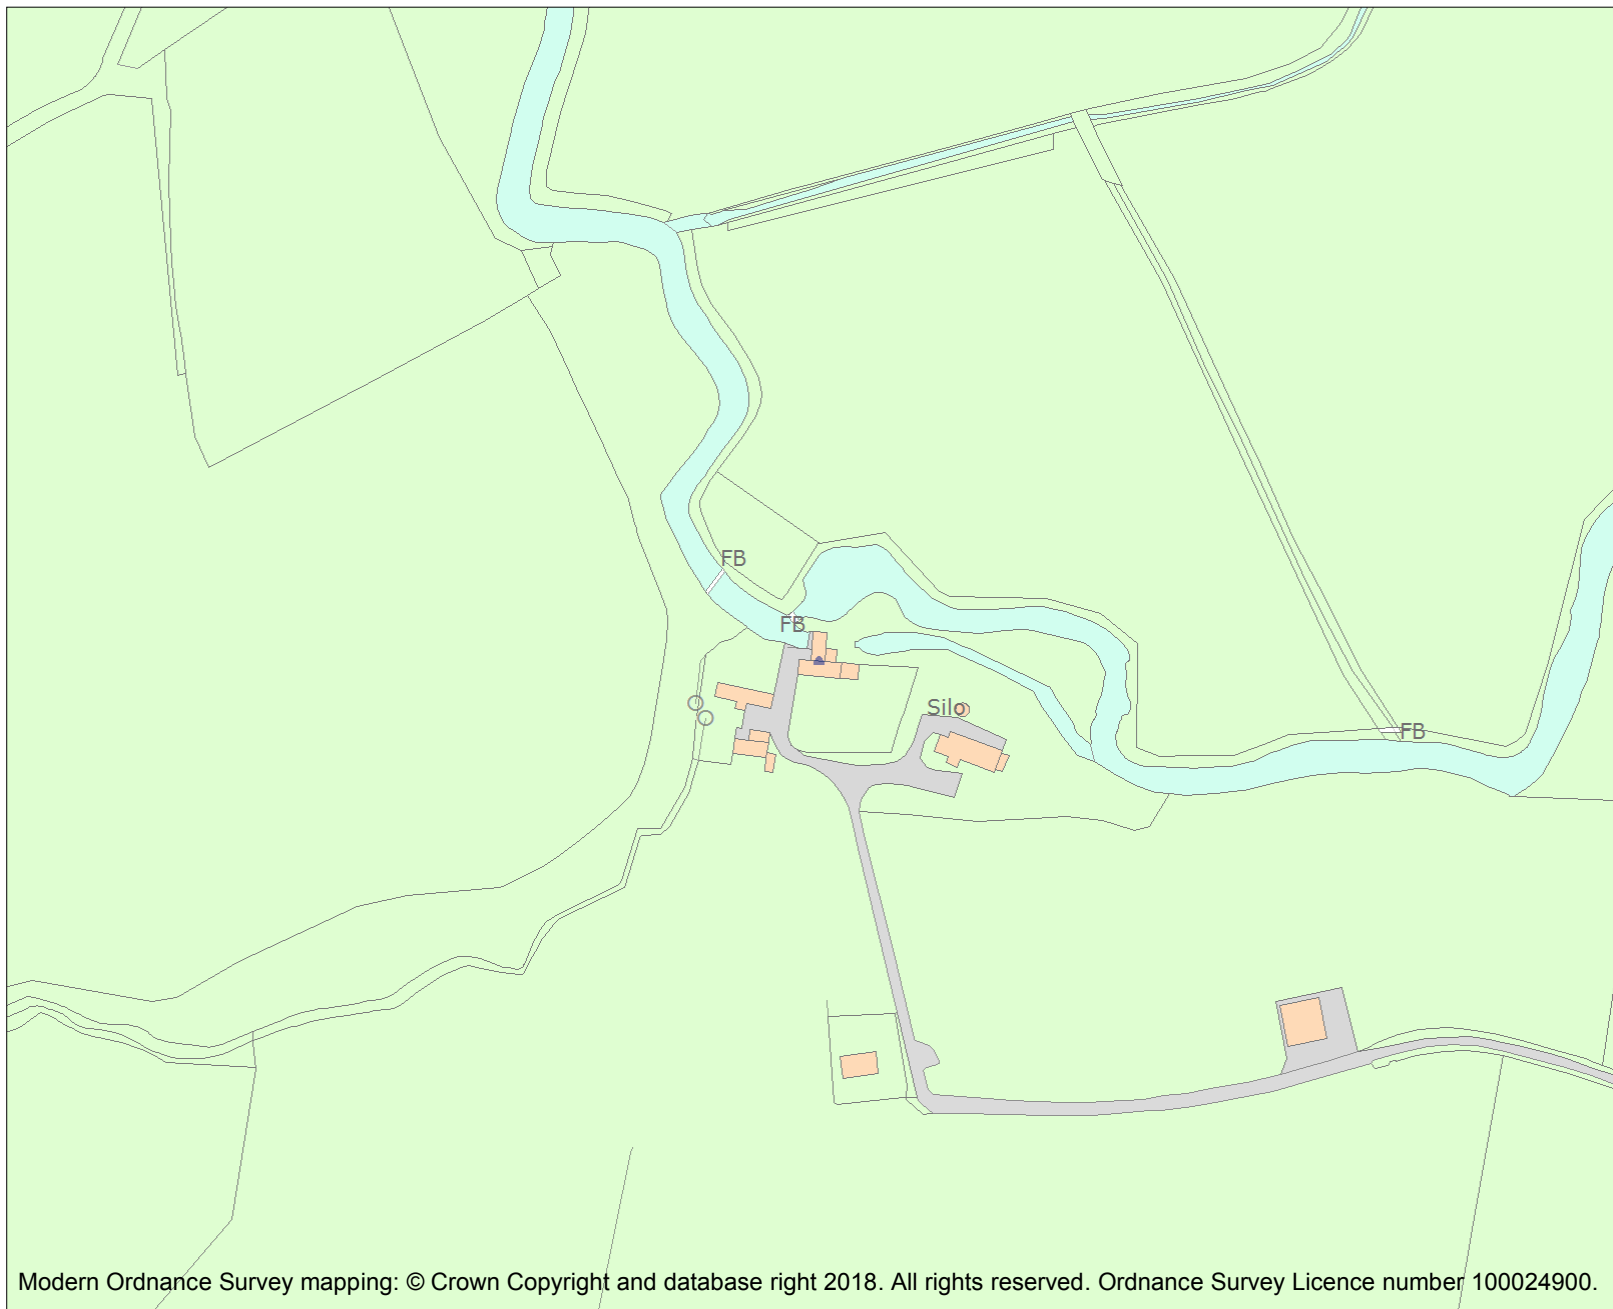 FB
FB
Silo
FB
Modern Ordnance Survey mapping: © Crown Copyright and database right 2018. All rights reserved. Ordnance Survey Licence number 100024900.